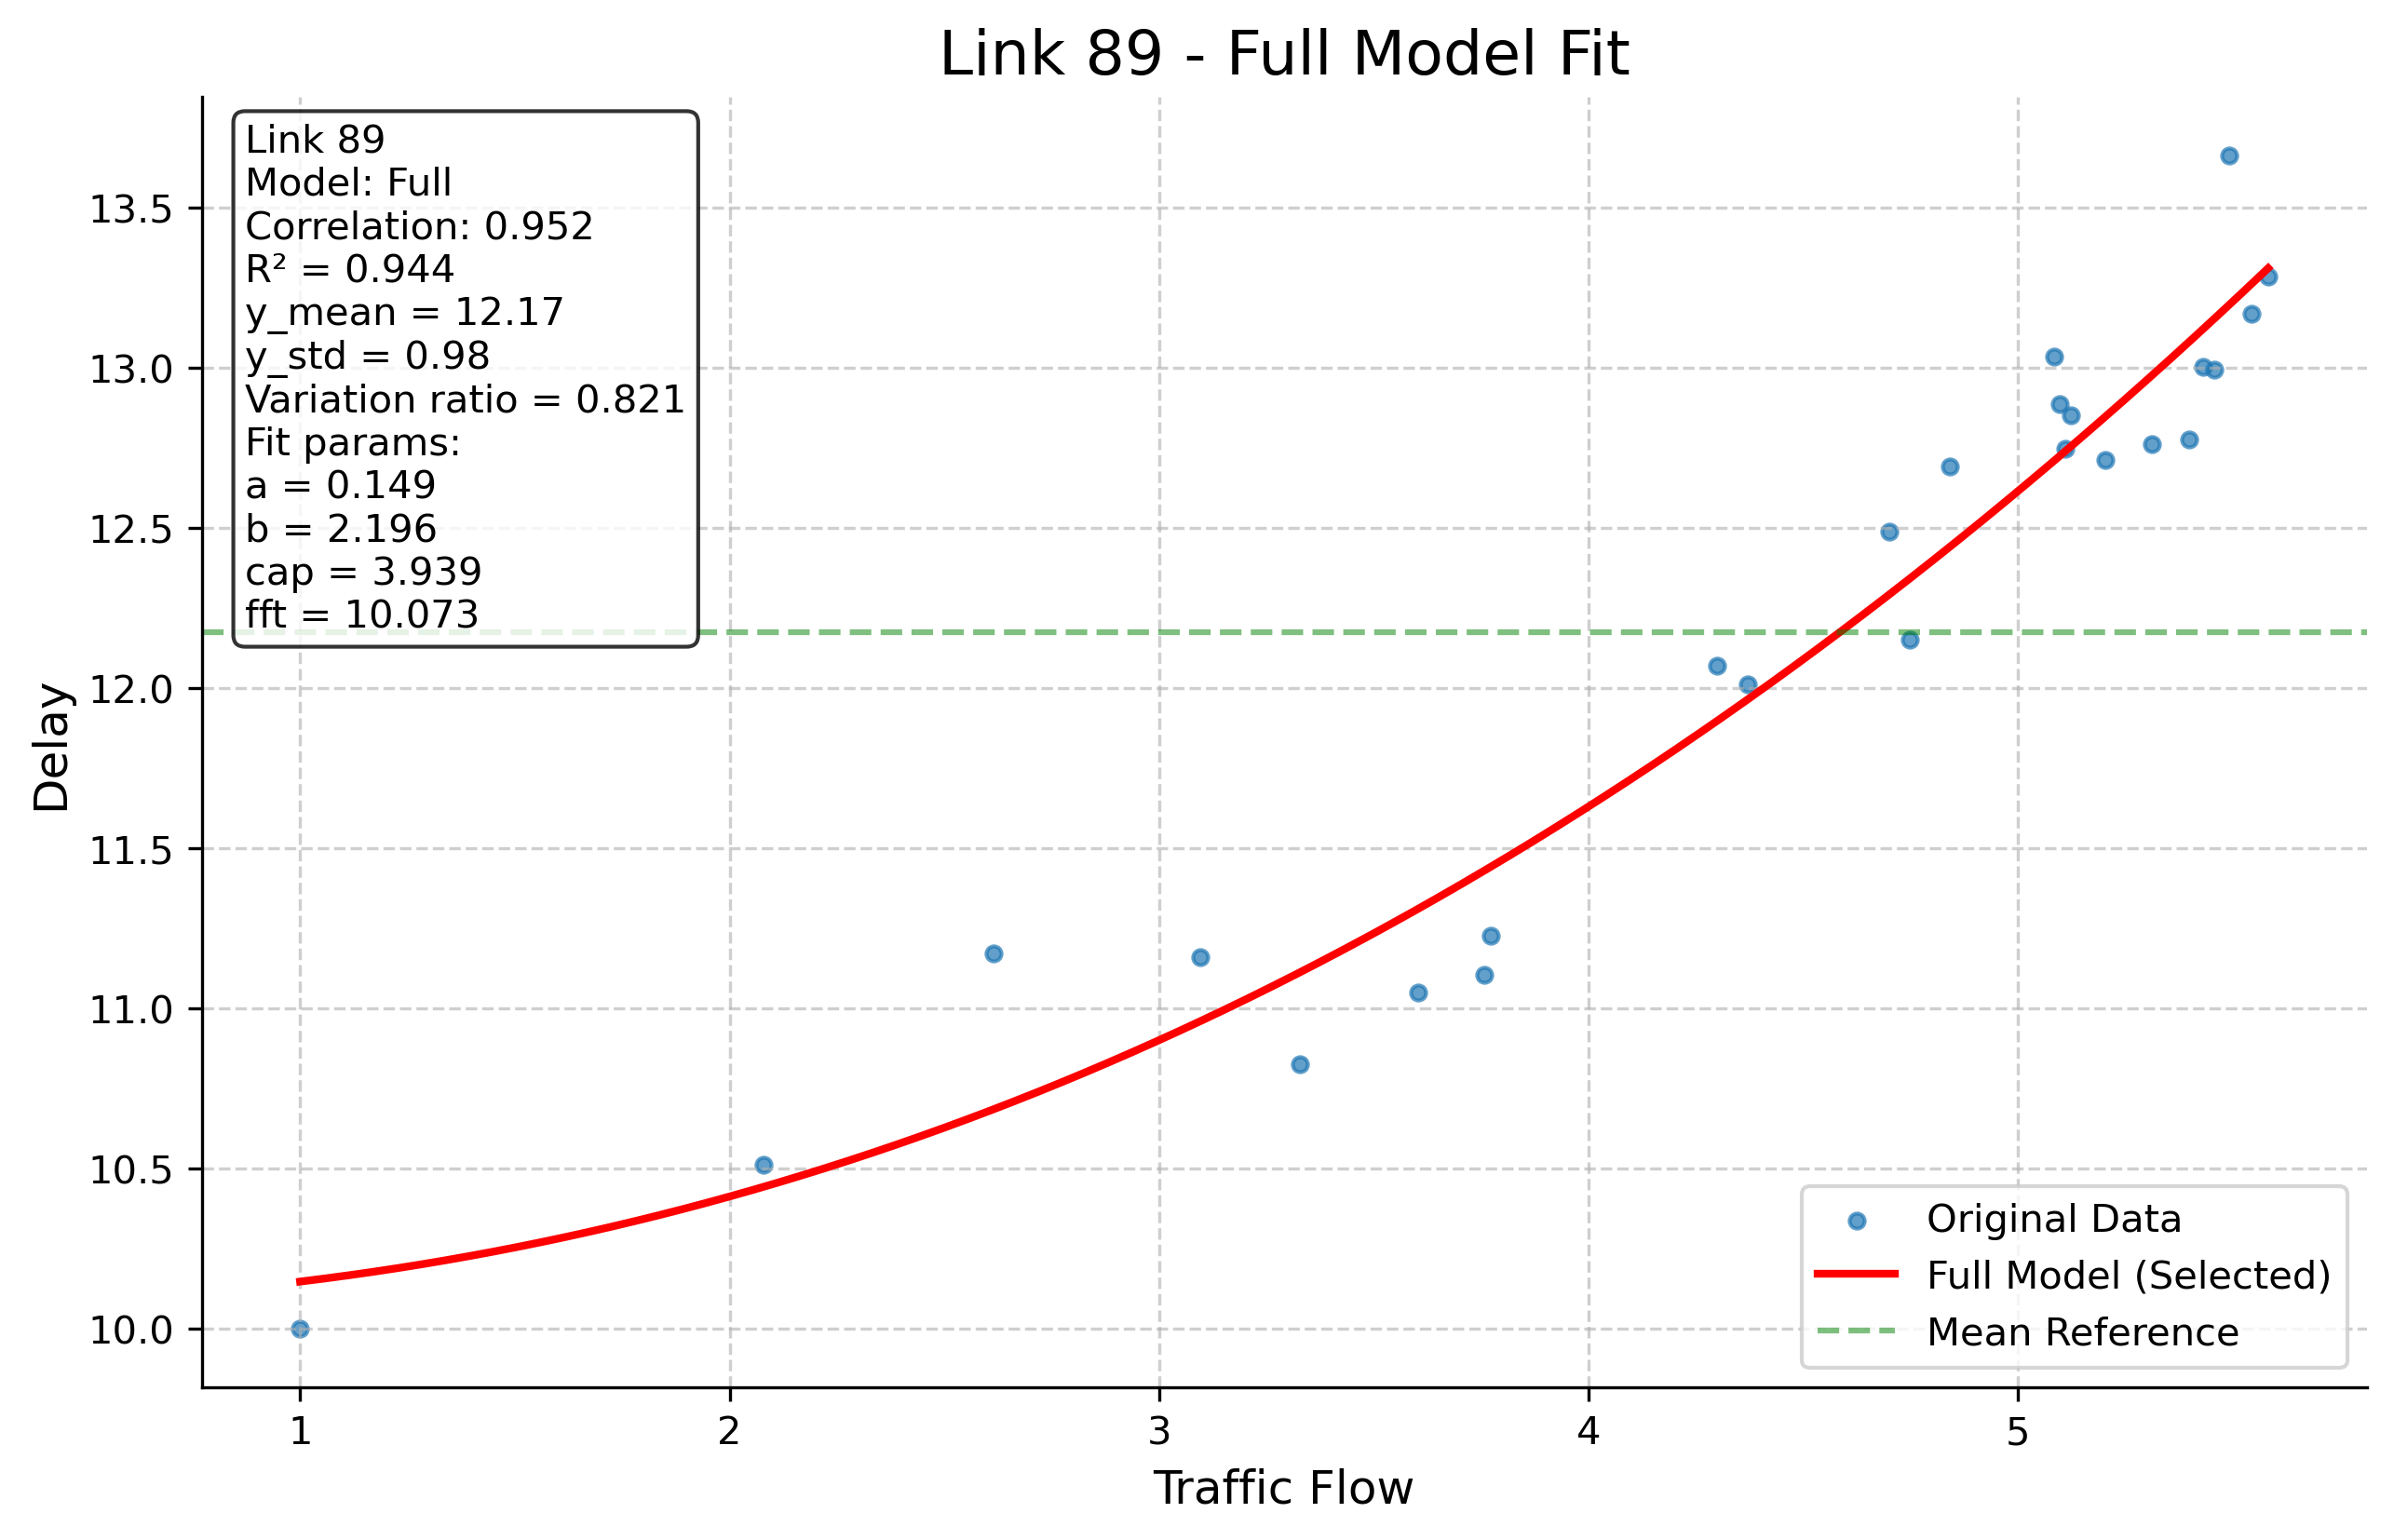 Link 89 - Full Model Fit
Link 89
Model: Full
Correlation: 0.952
R² = 0.944
y_mean = 12.17
y_std = 0.98
Variation ratio = 0.821
Fit params:
a = 0.149
b = 2.196
cap = 3.939
fft = 10.073
Delay
13.5
13.0
12.5
12.0
11.5
11.0
10.5
10.0
Original Data
Full Model (Selected)
Mean Reference
1 2 3 4 5
Traffic Flow